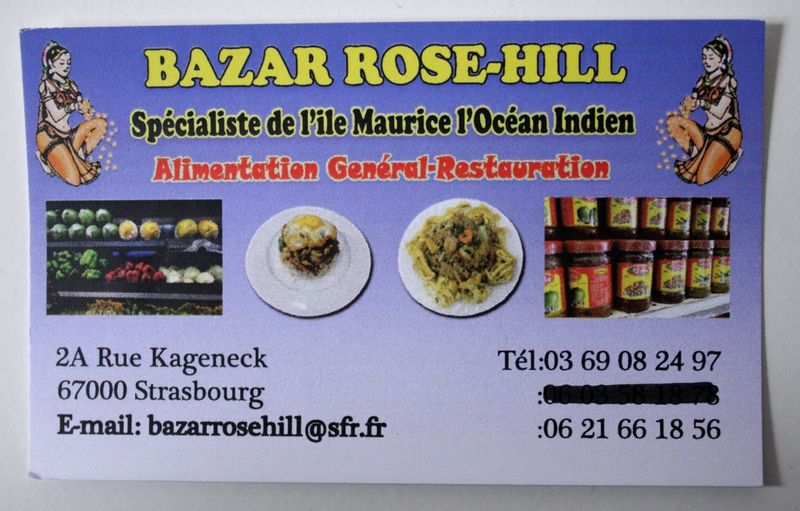 BAZAR ROSE-HILL
Spécialiste de l'ile Maurice l'Océan Indien
Alimentation Genéral-Restauration
2A Rue Kageneck
67000 Strasbourg
E-mail: bazarrosehill@sfr.fr
Tél:03 69 08 24 97
:
:06 21 66 18 56